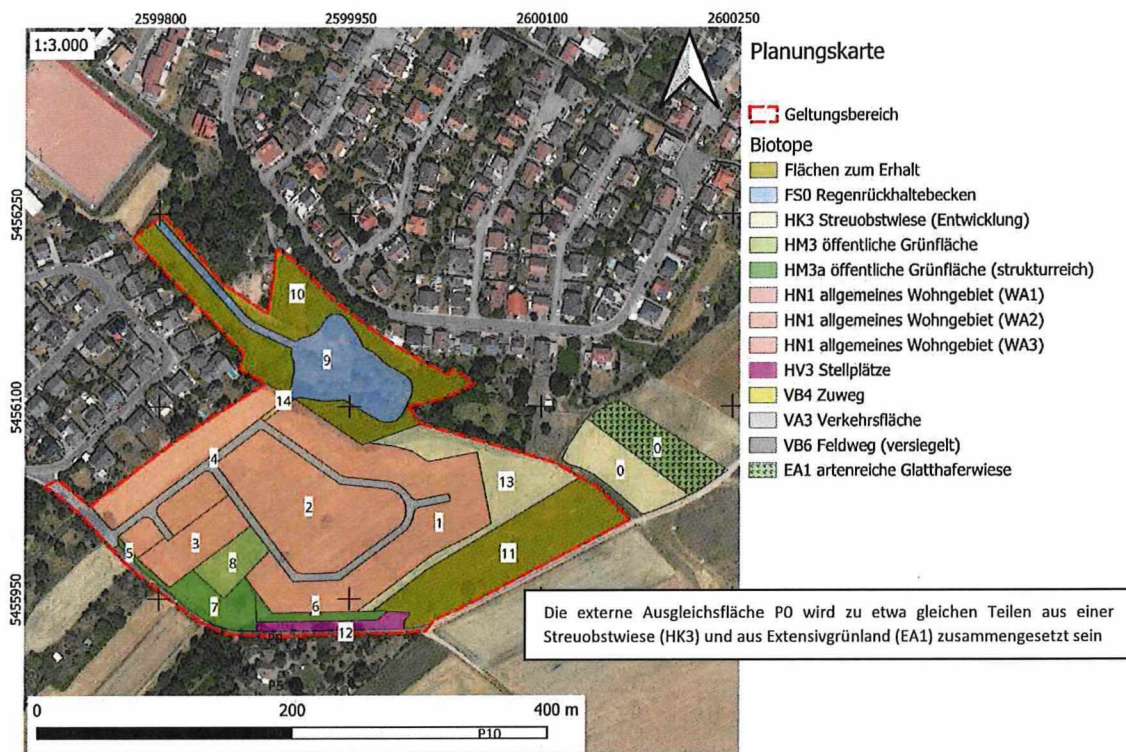 2599800 2599950 2600100 2600250
1:3.000
Planungskarte
Geltungsbereich
Biotope
Flächen zum Erhalt
FS0 Regenrückhaltebecken
HK3 Streuobstwiese (Entwicklung)
HM3 öffentliche Grünfläche
HM3a öffentliche Grünfläche (strukturreich)
HN1 allgemeines Wohngebiet (WA1)
HN1 allgemeines Wohngebiet (WA2)
HN1 allgemeines Wohngebiet (WA3)
HV3 Stellplätze
VB4 Zuweg
VA3 Verkehrsfläche
VB6 Feldweg (versiegelt)
EA1 artenreiche Glatthaferwiese
5456250
5456100
5455950
10
9
14
0
0
4
13
2
1
11
5
3
8
7
6
12
P5
Die externe Ausgleichsfläche P0 wird zu etwa gleichen Teilen aus einer
Streuobstwiese (HK3) und aus Extensivgrünland (EA1) zusammengesetzt sein
0 200 400 m
P10